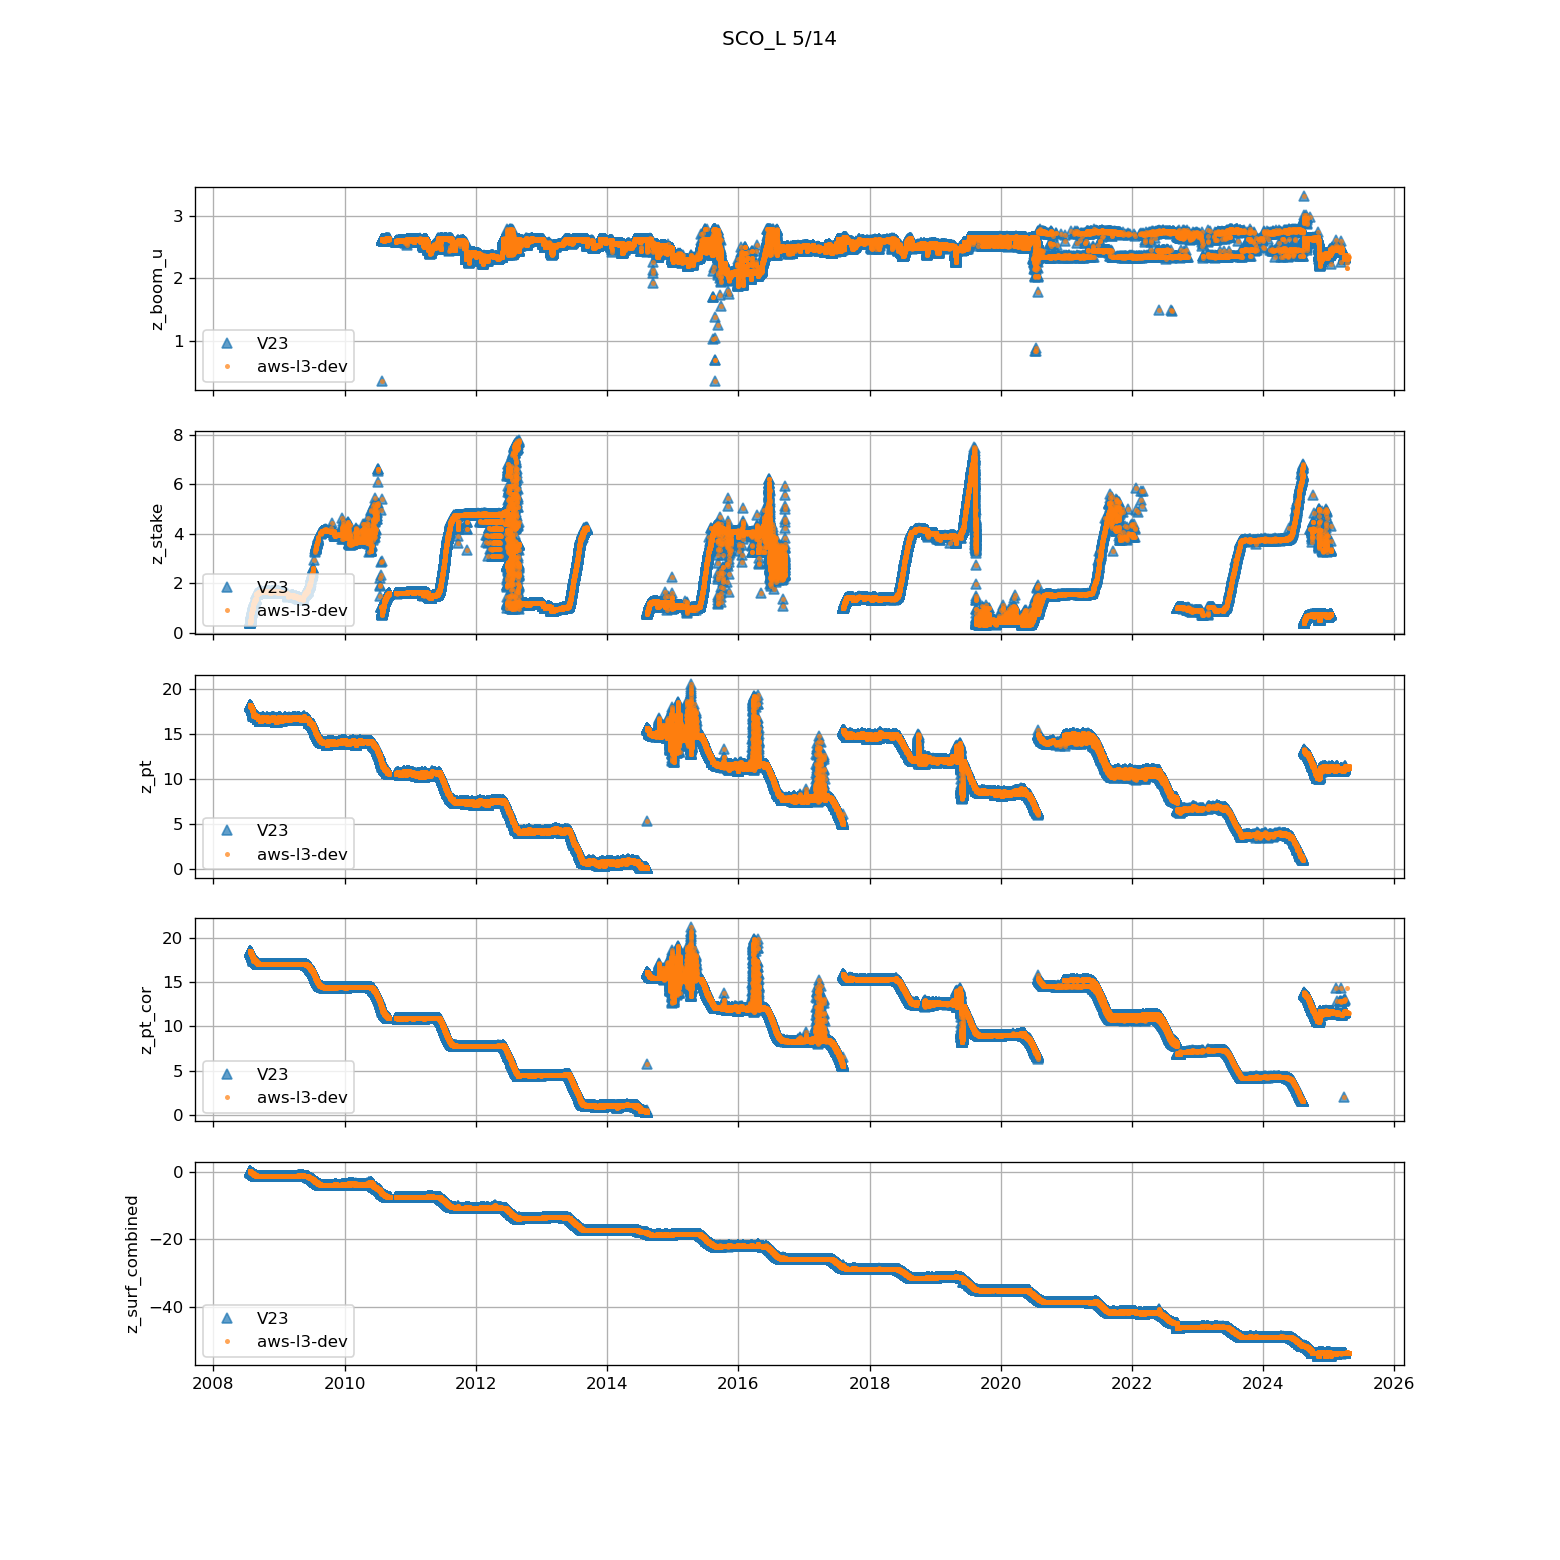 SCO_L 5/14
3
2
1
z_boom_u
V23
aws-l3-dev
8
6
4
2
0
z_stake
V23
aws-l3-dev
20
15
10
5
0
z_pt
V23
aws-l3-dev
20
15
10
5
0
z_pt_cor
V23
aws-l3-dev
0
−20
−40
z_surf_combined
V23
aws-l3-dev
2008 2010 2012 2014 2016 2018 2020 2022 2024 2026